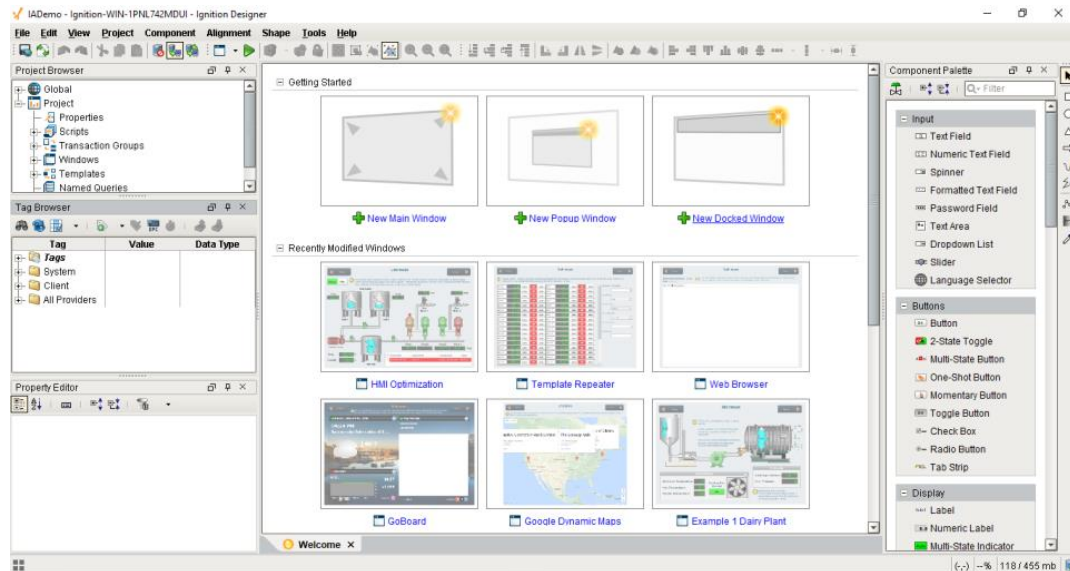 IADemo - Ignition-WIN-1PNL742MDUI - Ignition Designer
File Edit View Project Component Alignment Shape Tools Help
Project Browser
Global
Project
Properties
Scripts
Transaction Groups
Windows
Templates
Named Queries
Tag Browser
Tag Value Data Type
Tags
System
Client
All Providers
Property Editor
Getting Started
New Main Window New Popup Window New Docked Window
Recently Modified Windows
HMI Optimization Template Repeater Web Browser
GoBoard Google Dynamic Maps Example 1 Dairy Plant
Welcome
Component Palette
Filter
Input
Text Field
Numeric Text Field
Spinner
Formatted Text Field
Password Field
Text Area
Dropdown List
Slider
Language Selector
Buttons
Button
2-State Toggle
Multi-State Button
One-Shot Button
Momentary Button
Toggle Button
Check Box
Radio Button
Tab Strip
Display
Label
Numeric Label
Multi-State Indicator
(-,-) --% 118 / 455 mb